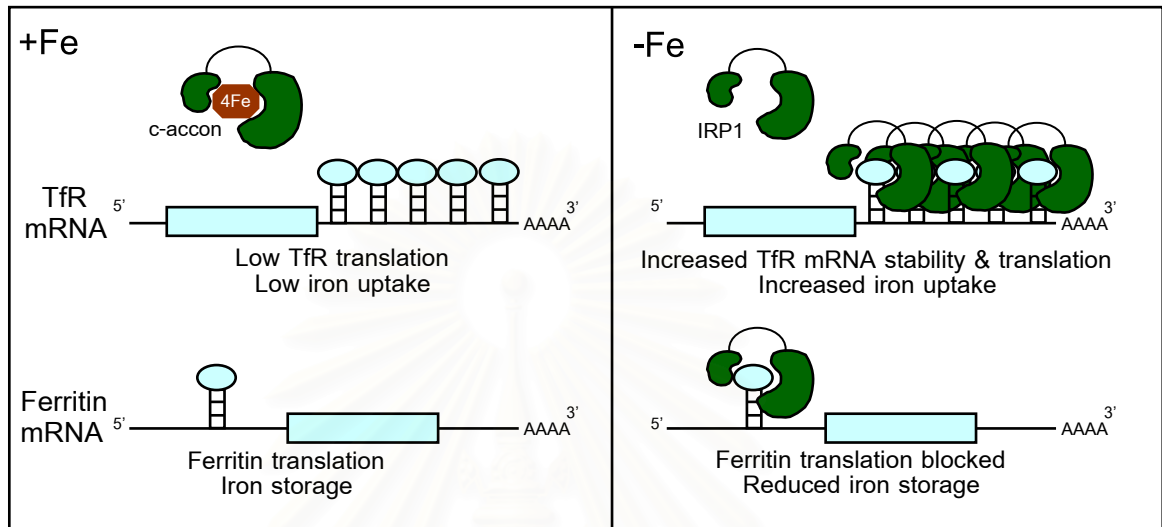 +Fe
4Fe
c-accon
TfR
mRNA
5’
AAAA
3’
Low TfR translation
Low iron uptake
Ferritin
mRNA
5’
AAAA
3’
Ferritin translation
Iron storage
-Fe
IRP1
5’
AAAA
3’
Increased TfR mRNA stability & translation
Increased iron uptake
5’
AAAA
3’
Ferritin translation blocked
Reduced iron storage